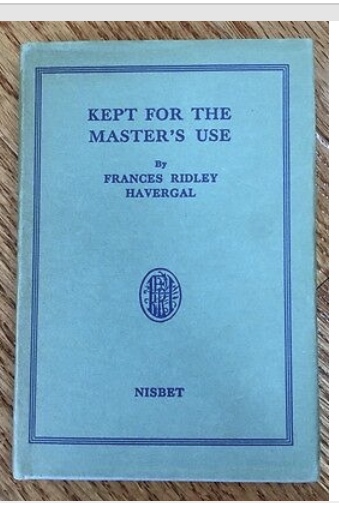 KEPT FOR THE
MASTER'S USE
By
FRANCES RIDLEY
HAVERGAL
NISBET